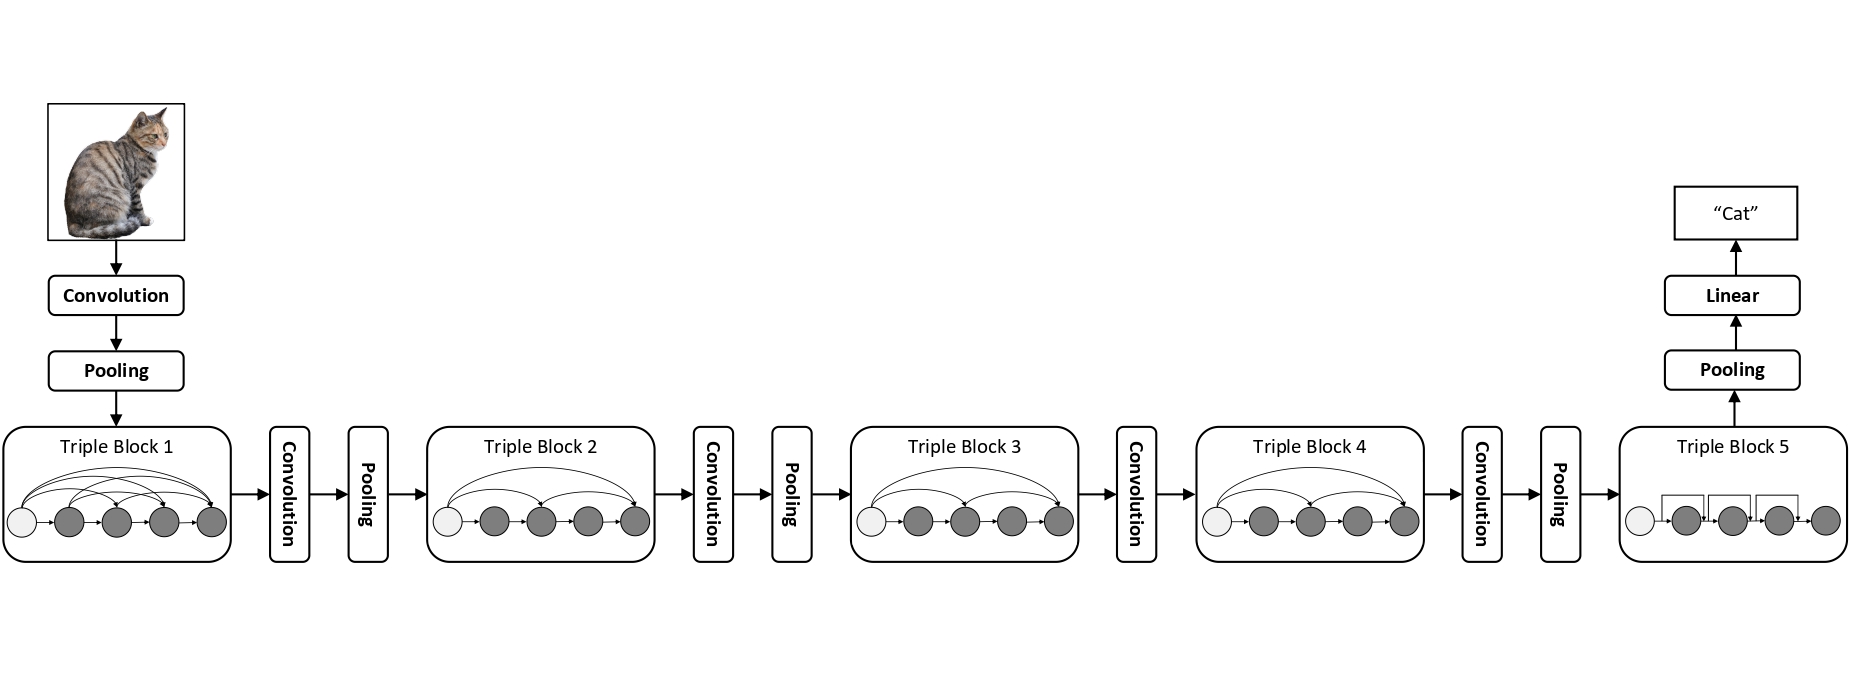 Convolution
Pooling
Triple Block 1
Convolution
Pooling
Triple Block 2
Convolution
Pooling
Triple Block 3
Convolution
Triple Block 4
Convolution
Pooling
Triple Block 5
Pooling
Linear
“Cat”